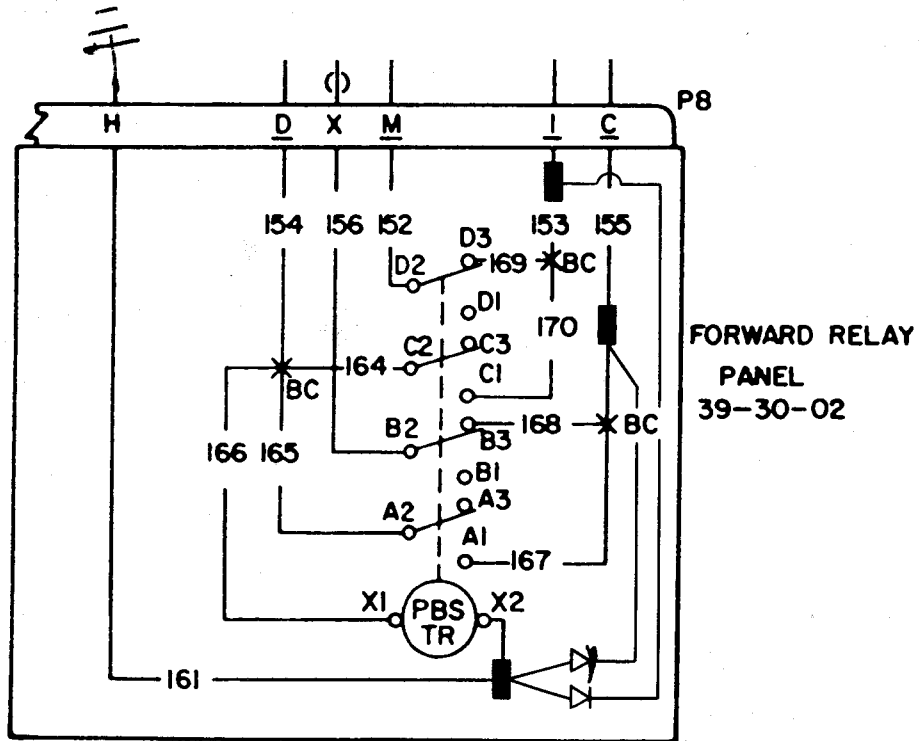 P8
H D X M I C
154 156 152 153 155
D3
D2 169 BC
D1
170
C2 C3
164
C1
BC
FORWARD RELAY
PANEL
39-30-02
B2 B3 168 BC
166 165
B1
A3
A2
A1
167
X1 PBS X2
TR
161